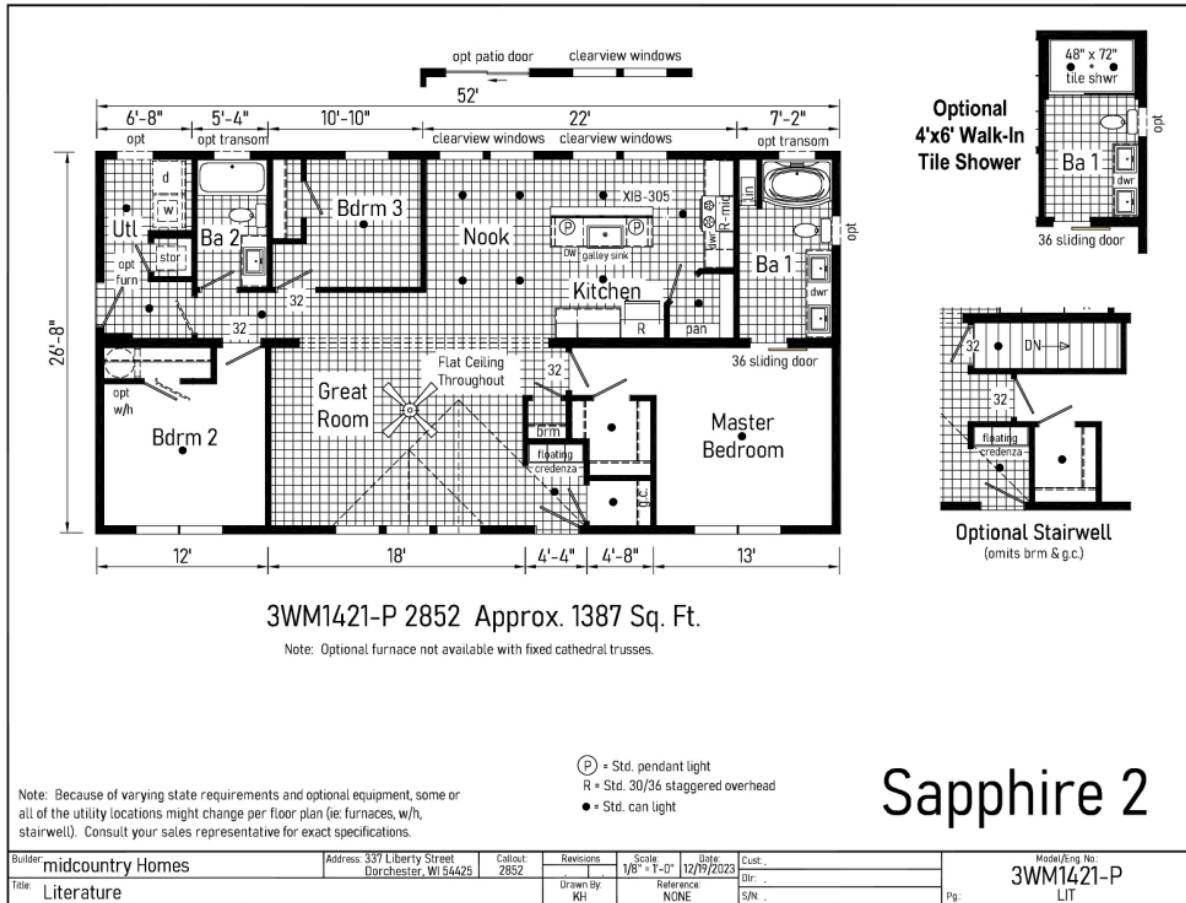 opt patio door
clearview windows
52'
6'-8"
5'-4"
10'-10"
22'
7'-2"
opt
opt transom
clearview windows
clearview windows
opt transom
26'-8"
d
w
Utl
stor
opt
furn
Ba 2
Bdrm 3
32
32
Nook
XIB-305
P
P
DW
galley sink
Kitchen
R
pan
R-mic
dwr
lin
Ba 1
dwr
opt
36 sliding door
opt
w/h
Bdrm 2
Great
Room
Flat Ceiling
Throughout
32
brm
floating
credenza
g.c.
Master
Bedroom
12'
18'
4'-4"
4'-8"
13'
Optional
4'x6' Walk-In
Tile Shower
48" x 72"
tile shwr
Ba 1
dwr
opt
36 sliding door
32
DN
32
floating
credenza
Optional Stairwell
(omits brm & g.c.)
3WM1421-P 2852 Approx. 1387 Sq. Ft.
Note: Optional furnace not available with fixed cathedral trusses.
P = Std. pendant light
R = Std. 30/36 staggered overhead
● = Std. can light
Note: Because of varying state requirements and optional equipment, some or
all of the utility locations might change per floor plan (ie: furnaces, w/h,
stairwell). Consult your sales representative for exact specifications.
Sapphire 2
Builder: midcountry Homes
Address: 337 Liberty Street
Dorchester, WI 54425
Callout:
2852
Revisions
Scale:
1/8" = 1'-0"
Date:
12/19/2023
Cust: .
Dlr: .
S/N: .
Model/Eng. No.:
3WM1421-P
Title: Literature
Drawn By:
KH
Reference:
NONE
Pg.: LIT